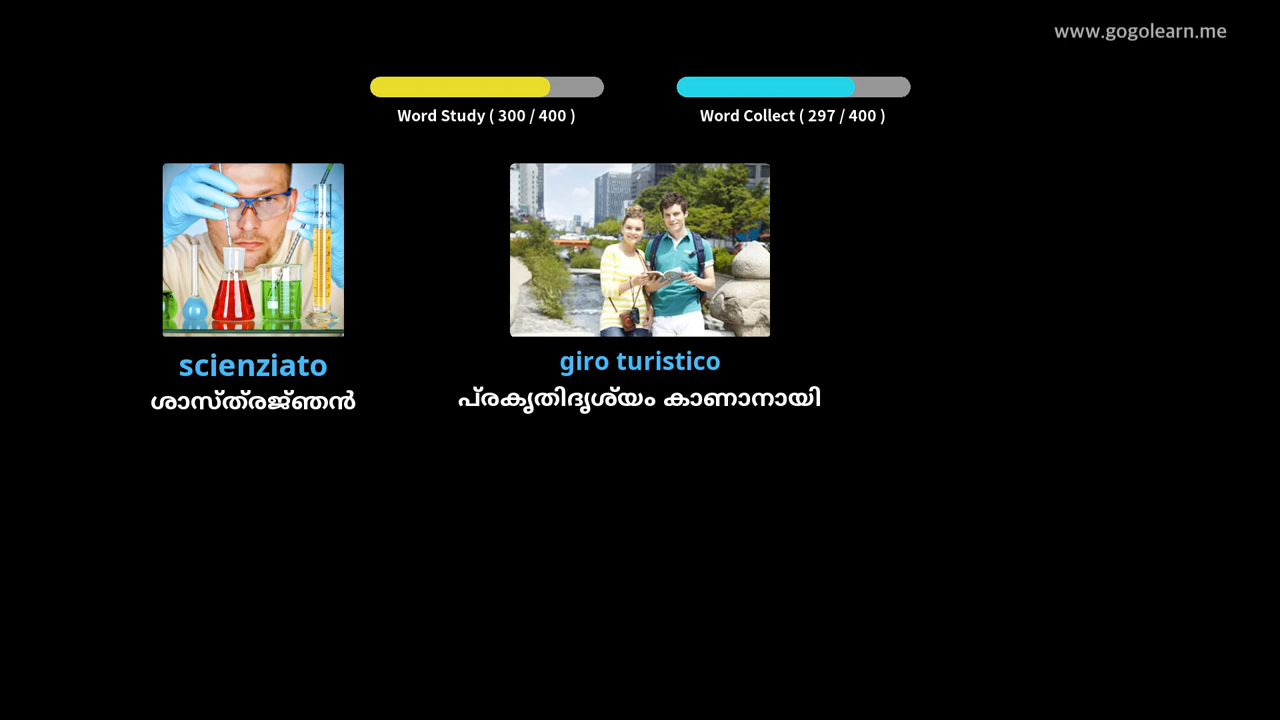 www.gogolearn.me
Word Study ( 300 / 400 )
Word Collect ( 297 / 400 )
scienziato
ശാസ്ത്രജ്ഞൻ
giro turistico
പ്രകൃതിദൃശ്യം കാണാനായി